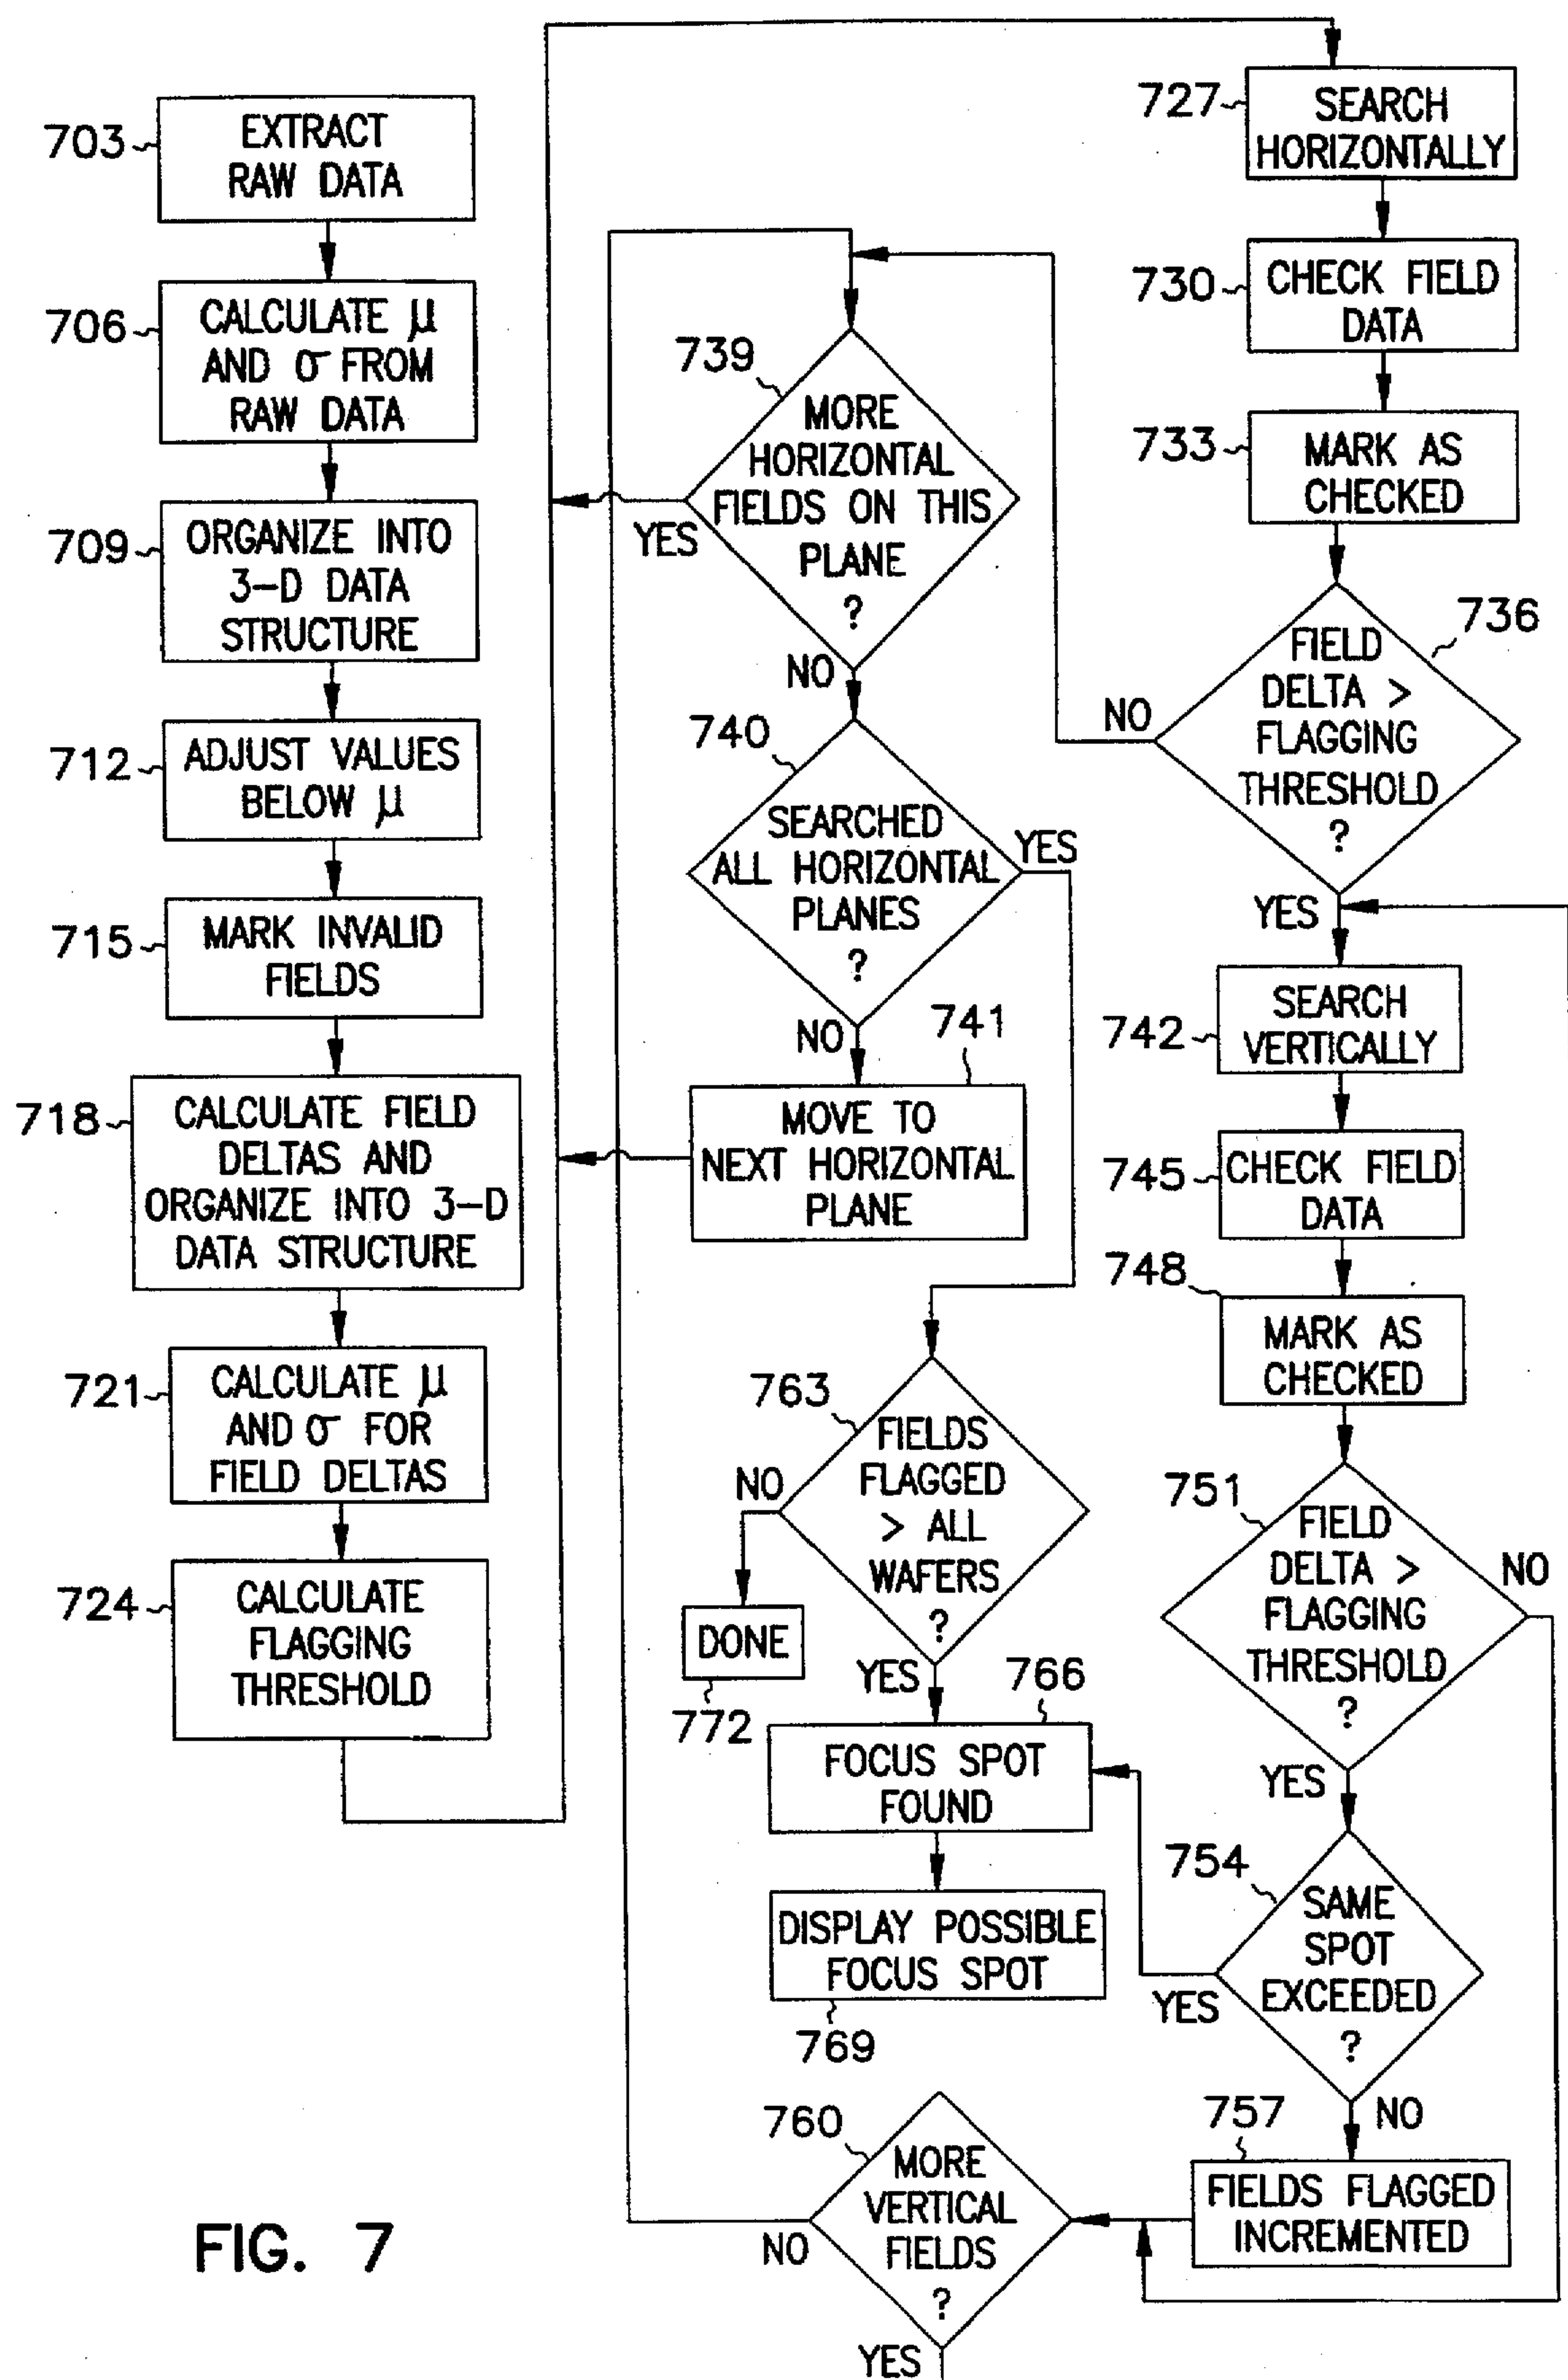 703
EXTRACT
RAW DATA
706
CALCULATE μ
AND σ FROM
RAW DATA
709
ORGANIZE INTO
3-D DATA
STRUCTURE
712
ADJUST VALUES
BELOW μ
715
MARK INVALID
FIELDS
718
CALCULATE FIELD
DELTAS AND
ORGANIZE INTO 3-D
DATA STRUCTURE
721
CALCULATE μ
AND σ FOR
FIELD DELTAS
724
CALCULATE
FLAGGING
THRESHOLD
727
SEARCH
HORIZONTALLY
730
CHECK FIELD
DATA
733
MARK AS
CHECKED
736
FIELD
DELTA >
FLAGGING
THRESHOLD
?
NO
YES
739
MORE
HORIZONTAL
FIELDS ON THIS
PLANE
?
YES
NO
740
SEARCHED
ALL HORIZONTAL
PLANES
?
YES
NO
741
MOVE TO
NEXT HORIZONTAL
PLANE
742
SEARCH
VERTICALLY
745
CHECK FIELD
DATA
748
MARK AS
CHECKED
751
FIELD
DELTA >
FLAGGING
THRESHOLD
?
NO
YES
754
SAME
SPOT
EXCEEDED
?
YES
NO
757
FIELDS FLAGGED
INCREMENTED
760
MORE
VERTICAL
FIELDS
?
NO
YES
763
FIELDS
FLAGGED
> ALL
WAFERS
?
NO
YES
DONE
772
766
FOCUS SPOT
FOUND
DISPLAY POSSIBLE
FOCUS SPOT
769
FIG. 7